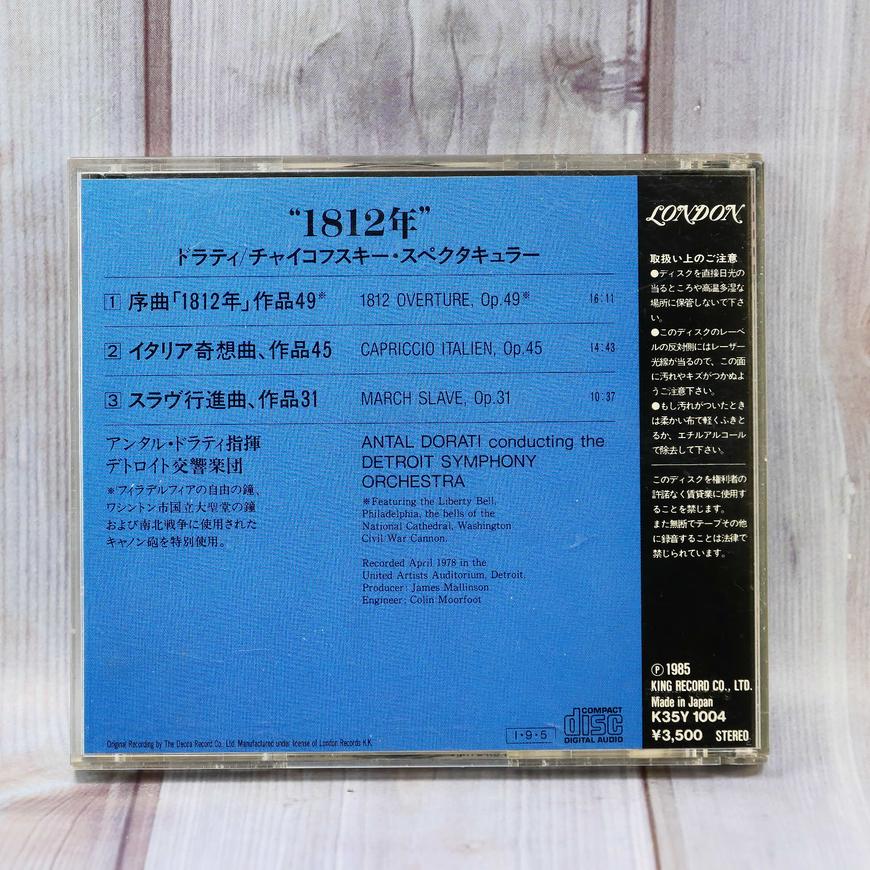 “1812年”
ドラティ/チャイコフスキー・スペクタキュラー
1 序曲「1812年」作品49※ 1812 OVERTURE, Op.49※ 16:11
2 イタリア奇想曲、作品45 CAPRICCIO ITALIEN, Op.45 14:43
3 スラヴ行進曲、作品31 MARCH SLAVE, Op.31 10:37
アンタル・ドラティ指揮
デトロイト交響楽団
※フィラデルフィアの自由の鐘、
ワシントン市国立大聖堂の鐘
および南北戦争に使用された
キャノン砲を特別使用。
ANTAL DORATI conducting the
DETROIT SYMPHONY
ORCHESTRA
※Featuring the Liberty Bell,
Philadelphia, the bells of the
National Cathedral, Washington
Civil War Cannon.
Recorded April 1978 in the
United Artists Auditorium, Detroit.
Producer: James Mallinson
Engineer: Colin Moorfoot
Original Recording by The Decca Record Co. Ltd. Manufactured under license of London Records K.K.
I・9・5
COMPACT
disc
DIGITAL AUDIO
LONDON
取扱い上のご注意
●ディスクを直接日光の
当るところや高温多湿な
場所に保管しないで下さ
い。
●このディスクのレーベ
ルの反対側にはレーザー
光線が当るので、この面
に汚れやキズがつかぬよ
うご注意下さい。
●もし汚れがついたとき
は柔かい布で軽くふきと
るか、エチルアルコール
で除去して下さい。
このディスクを権利者の
許諾なく賃貸業に使用す
ることを禁じます。
また無断でテープその他
に録音することは法律で
禁じられています。
Ⓟ 1985
KING RECORD CO., LTD.
Made in Japan
K35Y 1004
¥3,500 STEREO